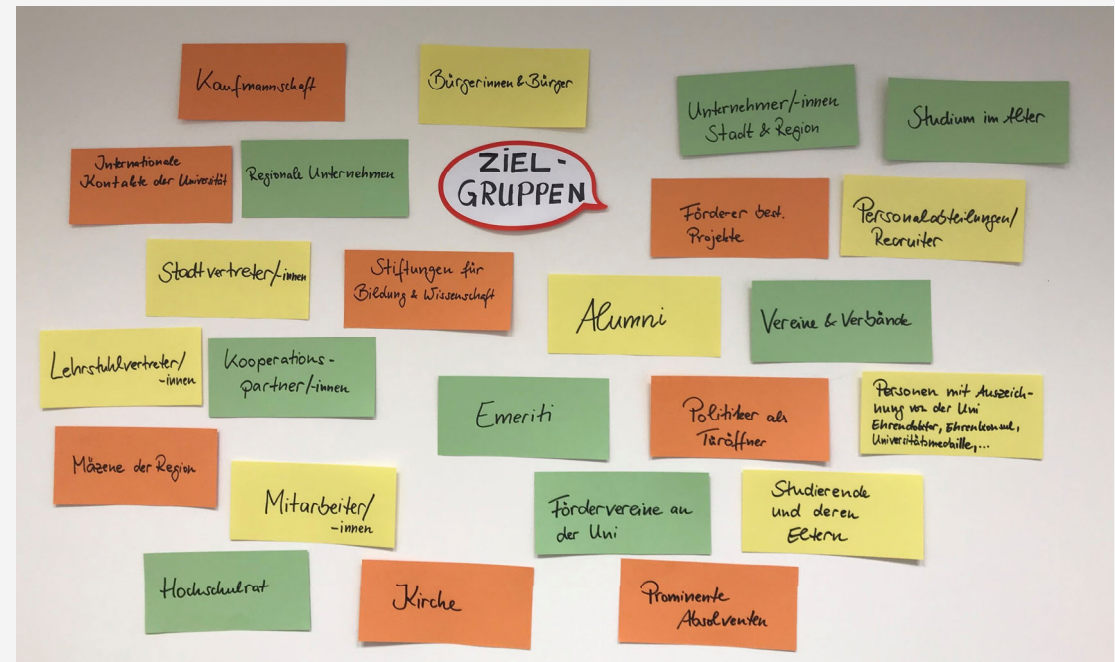 Kaufmannschaft
Bürgerinnen & Bürger
Unternehmer/-innen
Stadt & Region
Studium im Alter
Internationale
Kontakte der Universität
Regionale Unternehmen
ZIEL-
GRUPPEN
Förderer best.
Projekte
Personalabteilungen/
Recruiter
Stadtvertreter/-innen
Stiftungen für
Bildung & Wissenschaft
Alumni
Vereine & Verbände
Lehrstuhlvertreter/
-innen
Kooperations-
partner/-innen
Emeriti
Politiker als
Türöffner
Personen mit Auszeich-
nung von der Uni
Ehrendoktor, Ehrenkonsul,
Universitätsmedaille,...
Mäzene der Region
Mitarbeiter/
-innen
Fördervereine an
der Uni
Studierende
und deren
Eltern
Hochschulrat
Kirche
Prominente
Absolventen